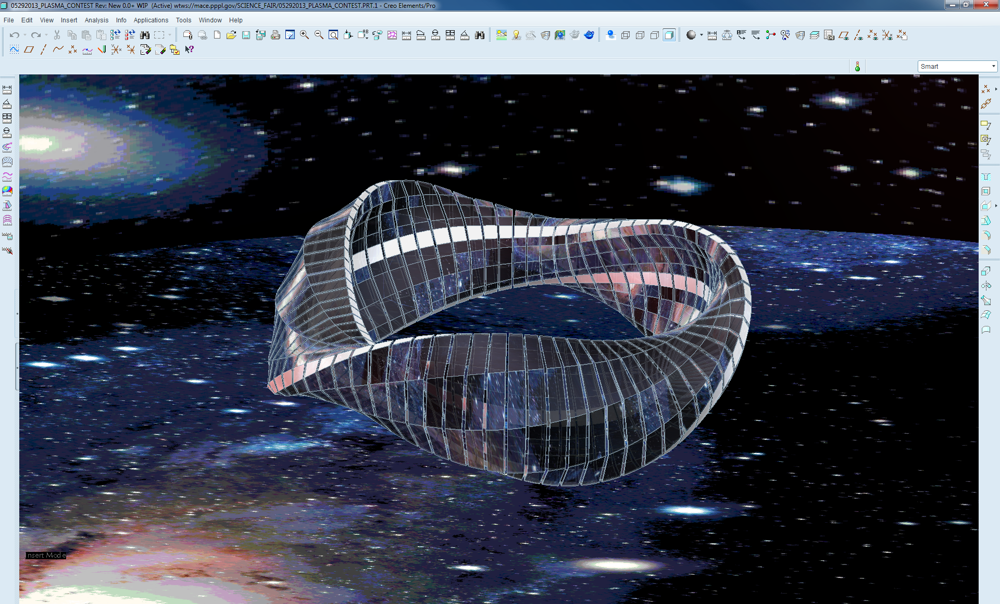 05292013_PLASMA_CONTEST Rev: New 0.0+ WIP (Active) wtws://mace.pppl.gov/SCIENCE_FAIR/05292013_PLASMA_CONTEST.PRT.1 - Creo Elements/Pro
File Edit View Insert Analysis Info Applications Tools Window Help
Smart
nsert Mode